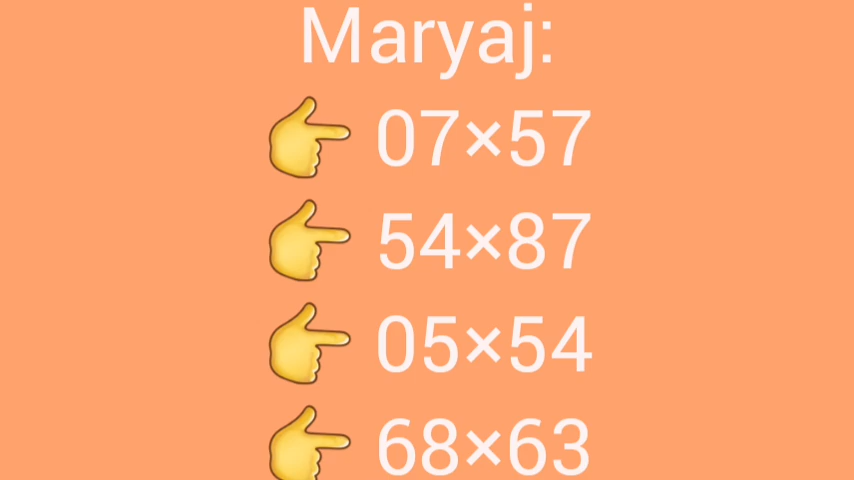 Maryaj:
👉 07×57
👉 54×87
👉 05×54
👉 68×63